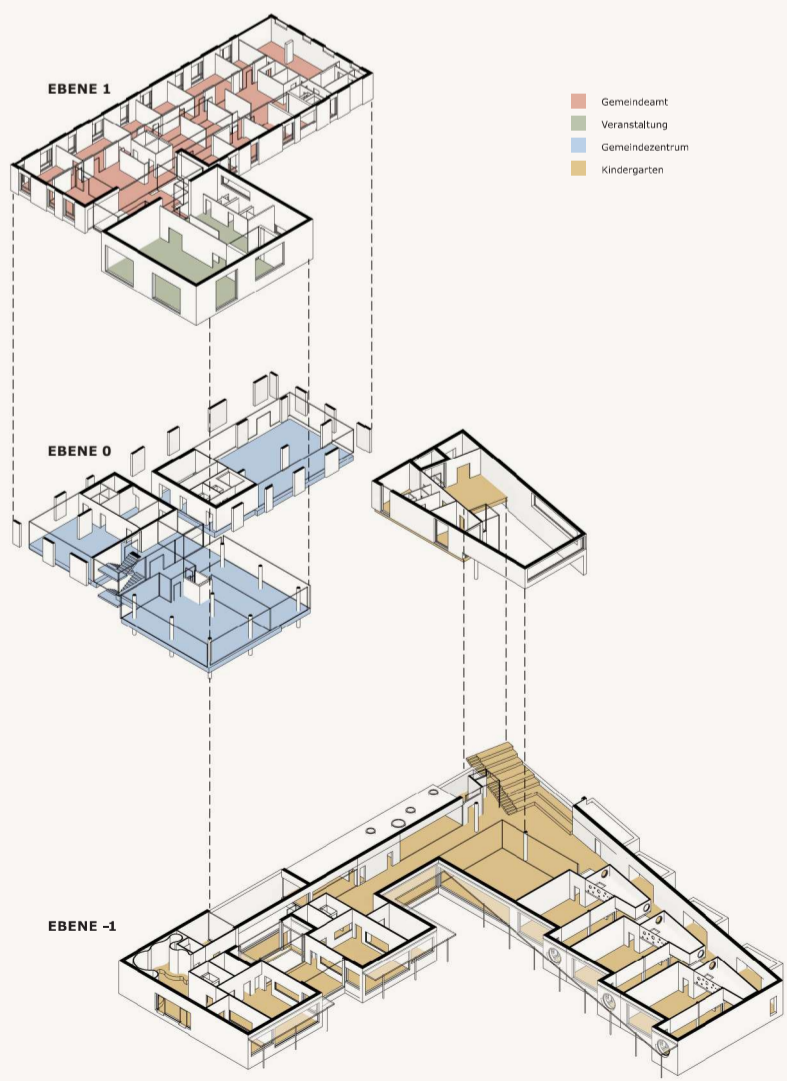 EBENE 1
Gemeindeamt
Veranstaltung
Gemeindezentrum
Kindergarten
EBENE 0
EBENE -1